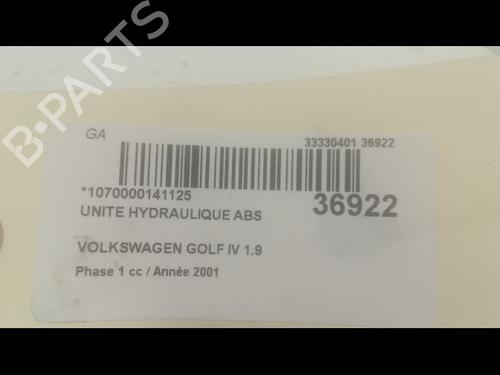 B-PARTS
GA
33330401 36922
*1070000141125
36922
UNITE HYDRAULIQUE ABS
VOLKSWAGEN GOLF IV 1.9
Phase 1 cc / Année 2001